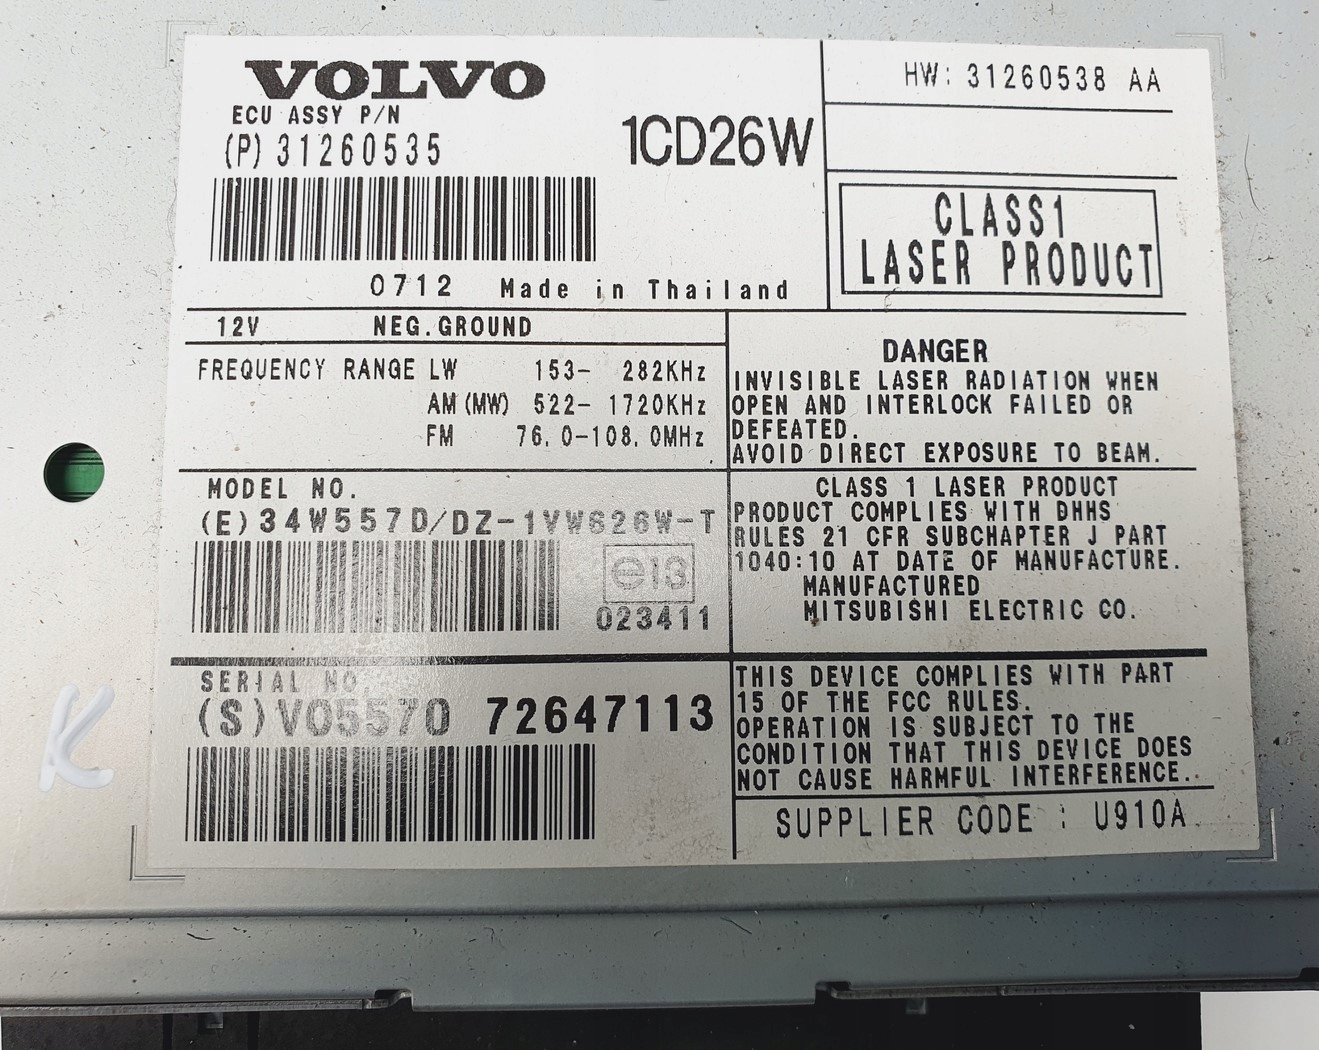 VOLVO
ECU ASSY P/N
(P) 31260535
1CD26W
0712 Made in Thailand
HW: 31260538 AA
CLASS1
LASER PRODUCT
12V NEG.GROUND
FREQUENCY RANGE LW 153- 282KHz
AM (MW) 522- 1720KHz
FM 76.0-108.0MHz
DANGER
INVISIBLE LASER RADIATION WHEN
OPEN AND INTERLOCK FAILED OR
DEFEATED.
AVOID DIRECT EXPOSURE TO BEAM.
MODEL NO.
(E) 34W557D/DZ-1VW626W-T
e13
023411
CLASS 1 LASER PRODUCT
PRODUCT COMPLIES WITH DHHS
RULES 21 CFR SUBCHAPTER J PART
1040:10 AT DATE OF MANUFACTURE.
MANUFACTURED
MITSUBISHI ELECTRIC CO.
SERIAL NO.
(S) VO5570 72647113
THIS DEVICE COMPLIES WITH PART
15 OF THE FCC RULES.
OPERATION IS SUBJECT TO THE
CONDITION THAT THIS DEVICE DOES
NOT CAUSE HARMFUL INTERFERENCE..
SUPPLIER CODE : U910A
K